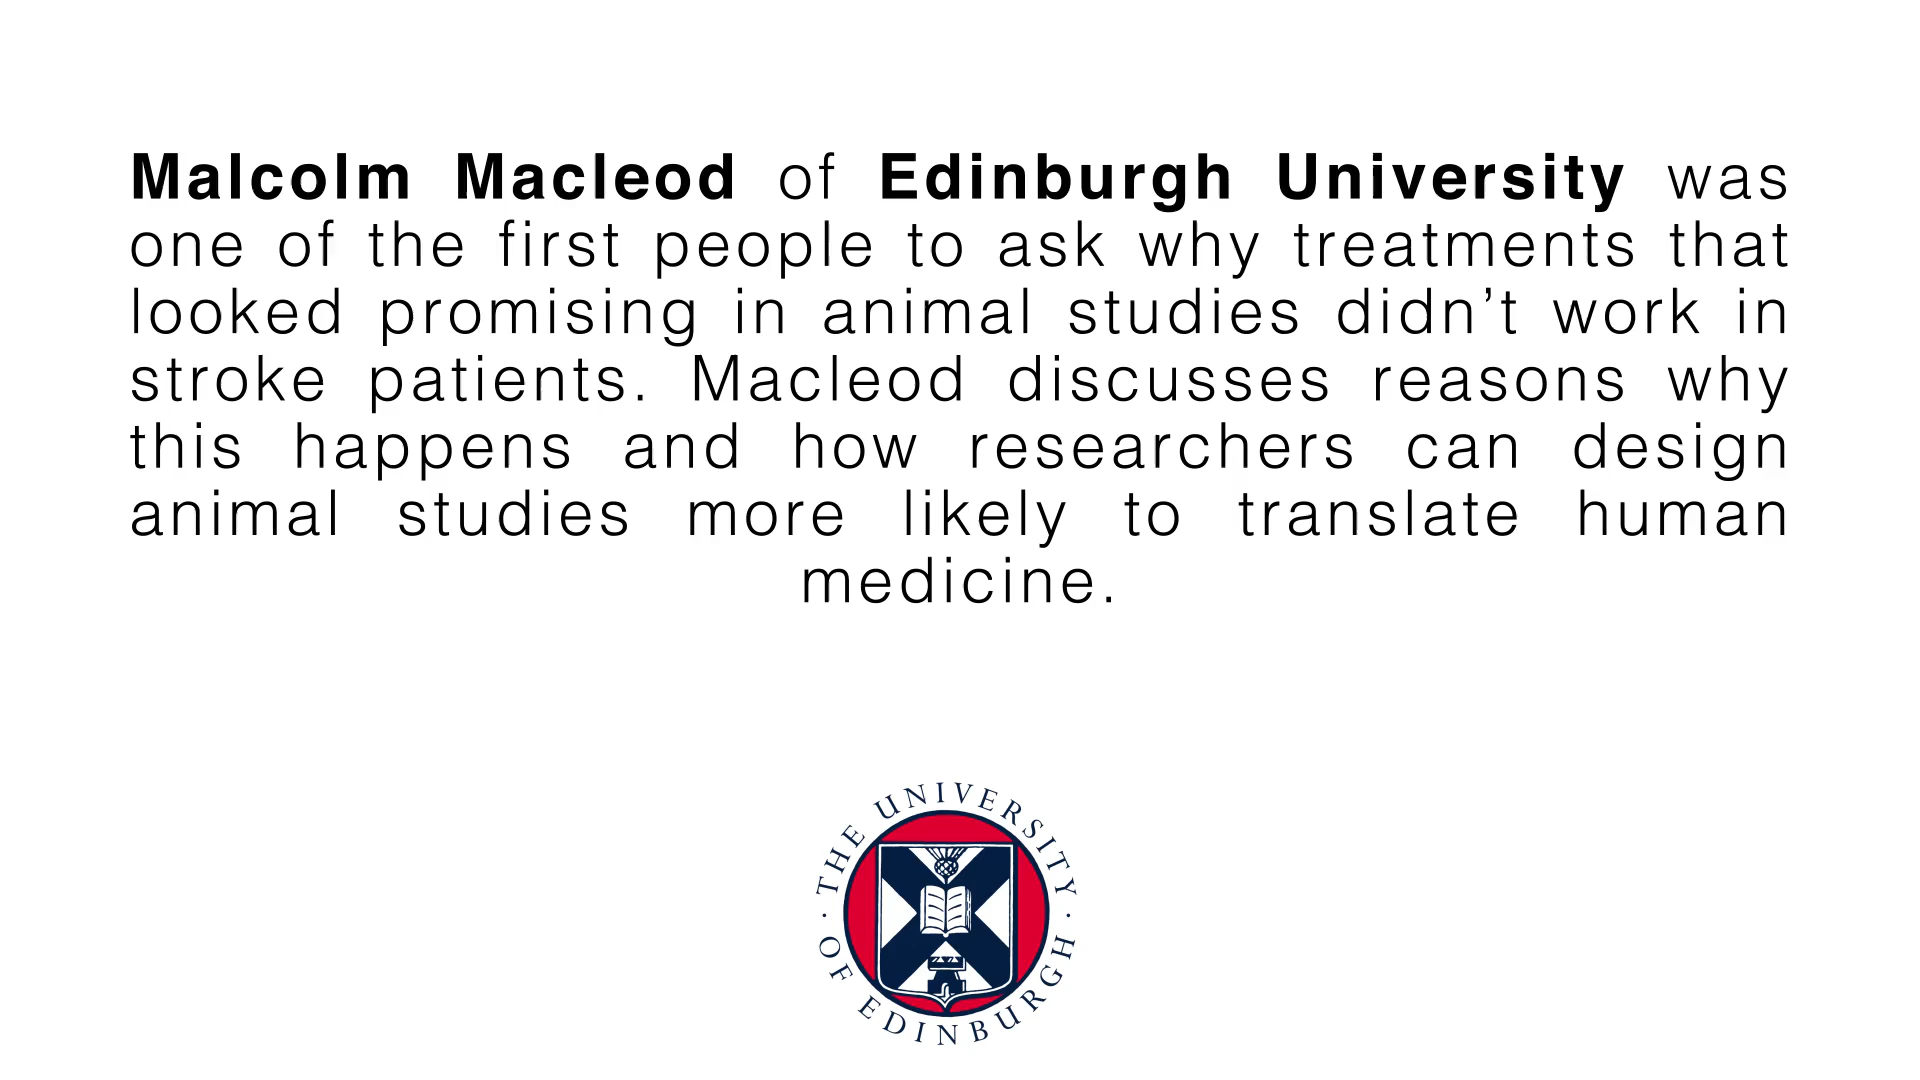 Malcolm Macleod of Edinburgh University was
one of the first people to ask why treatments that
looked promising in animal studies didn’t work in
stroke patients. Macleod discusses reasons why
this happens and how researchers can design
animal studies more likely to translate human
medicine.
THE UNIVERSITY
OF EDINBURGH